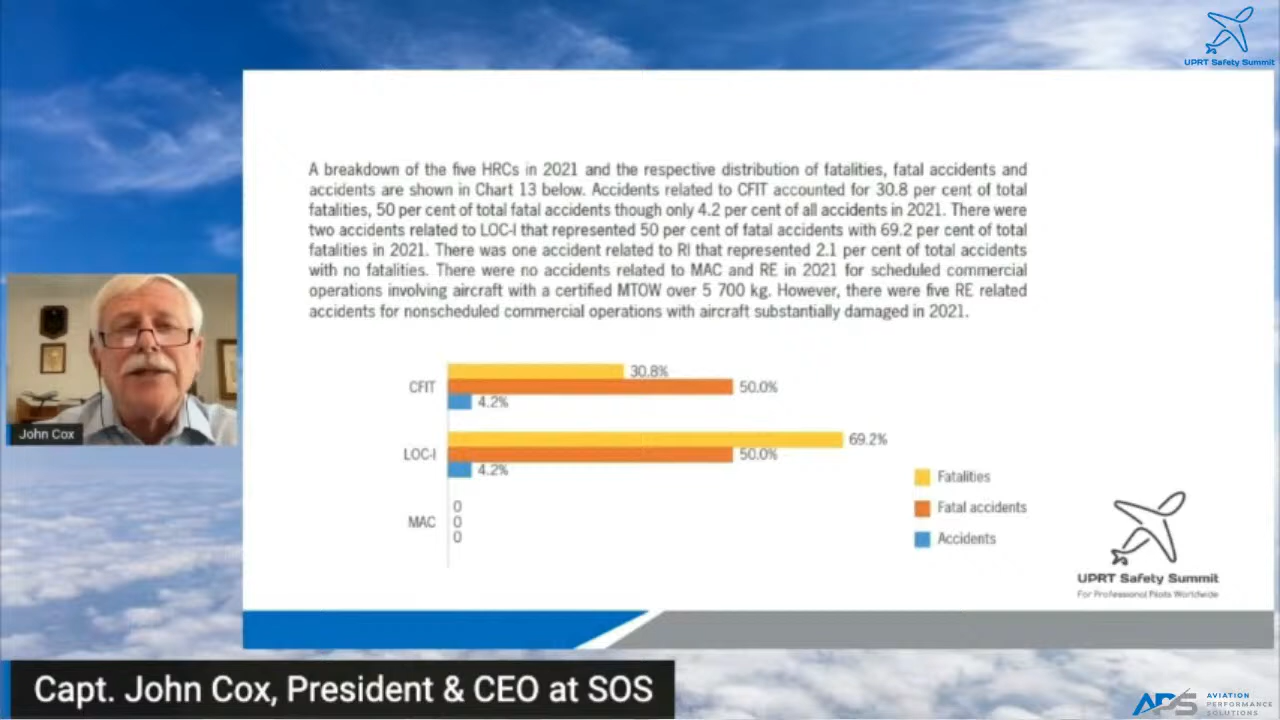 UPRT Safety Summit
A breakdown of the five HRCs in 2021 and the respective distribution of fatalities, fatal accidents and
accidents are shown in Chart 13 below. Accidents related to CFIT accounted for 30.8 per cent of total
fatalities, 50 per cent of total fatal accidents though only 4.2 per cent of all accidents in 2021. There were
two accidents related to LOC-I that represented 50 per cent of fatal accidents with 69.2 per cent of total
fatalities in 2021. There was one accident related to RI that represented 2.1 per cent of total accidents
with no fatalities. There were no accidents related to MAC and RE in 2021 for scheduled commercial
operations involving aircraft with a certified MTOW over 5 700 kg. However, there were five RE related
accidents for nonscheduled commercial operations with aircraft substantially damaged in 2021.
30.8%
CFIT
50.0%
4.2%
69.2%
LOC-I
50.0%
4.2%
0
MAC
0
0
Fatalities
Fatal accidents
Accidents
UPRT Safety Summit
For Professional Pilots Worldwide
John Cox
Capt. John Cox, President & CEO at SOS
APS
AVIATION
PERFORMANCE
SOLUTIONS